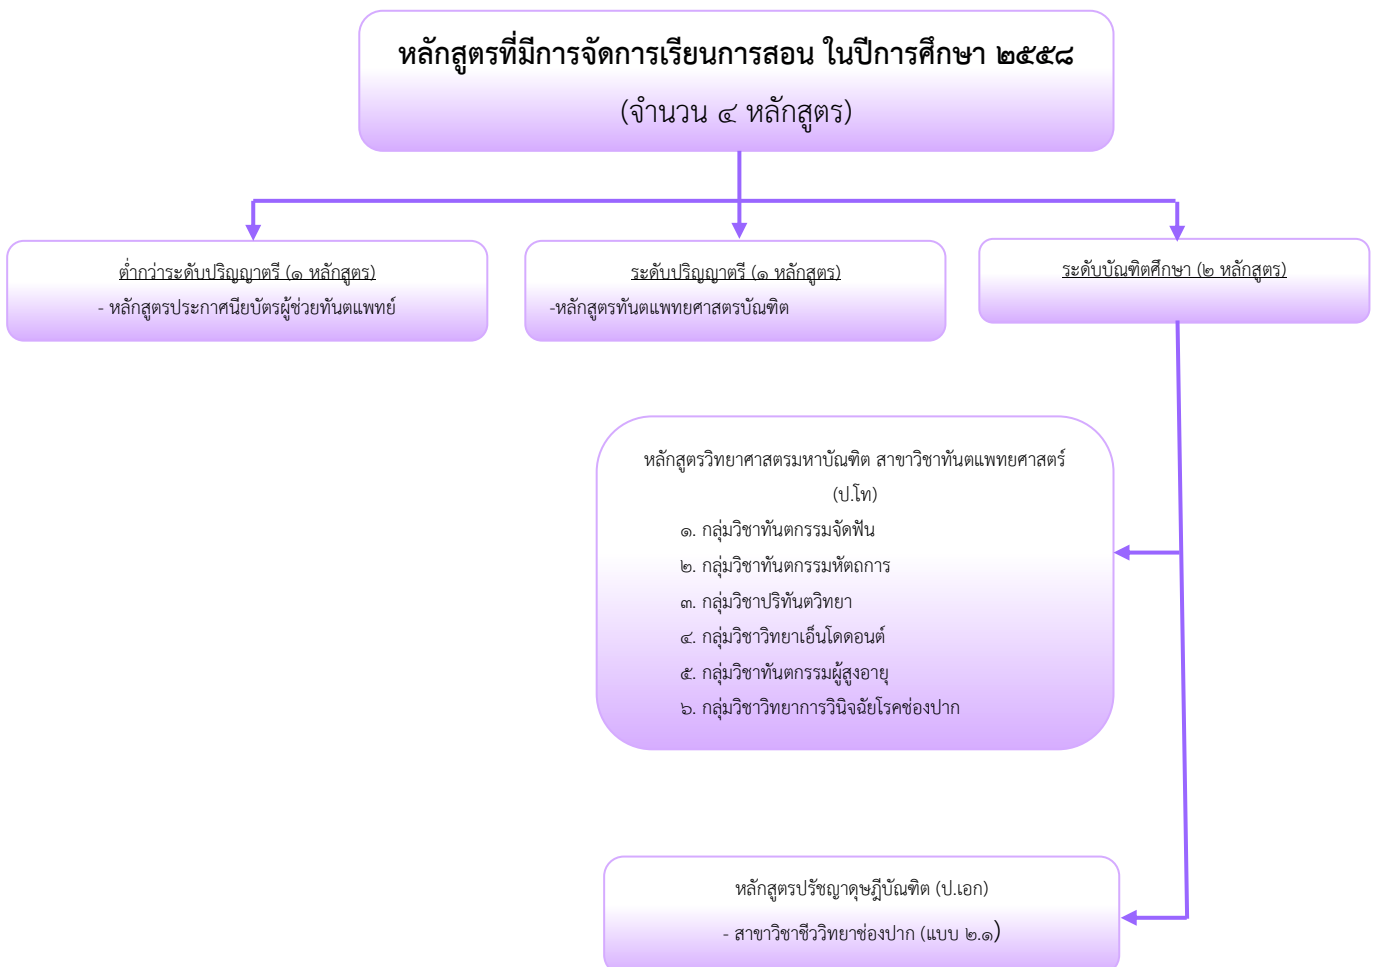 หลักสูตรที่มีการจัดการเรียนการสอน ในปีการศึกษา ๒๕๕๘
(จำนวน ๔ หลักสูตร)
ต่ำกว่าระดับปริญญาตรี (๑ หลักสูตร)
- หลักสูตรประกาศนียบัตรผู้ช่วยทันตแพทย์
ระดับปริญญาตรี (๑ หลักสูตร)
-หลักสูตรทันตแพทยศาสตรบัณฑิต
ระดับบัณฑิตศึกษา (๒ หลักสูตร)
หลักสูตรวิทยาศาสตรมหาบัณฑิต สาขาวิชาทันตแพทยศาสตร์
(ป.โท)
๑. กลุ่มวิชาทันตกรรมจัดฟัน
๒. กลุ่มวิชาทันตกรรมหัตถการ
๓. กลุ่มวิชาปริทันตวิทยา
๔. กลุ่มวิชาวิทยาเอ็นโดดอนต์
๕. กลุ่มวิชาทันตกรรมผู้สูงอายุ
๖. กลุ่มวิชาวิทยาการวินิจฉัยโรคช่องปาก
หลักสูตรปรัชญาดุษฎีบัณฑิต (ป.เอก)
- สาขาวิชาชีววิทยาช่องปาก (แบบ ๒.๑)